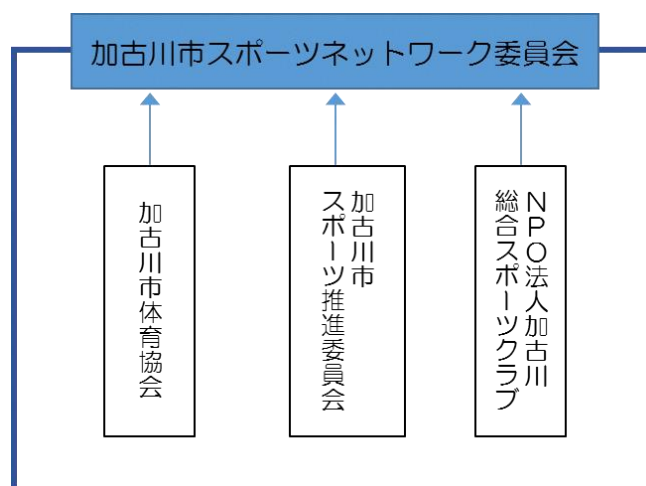 加古川市スポーツネットワーク委員会
加古川市体育協会
加古川市
スポーツ推進委員会
ＮＰＯ法人加古川
総合スポーツクラブ